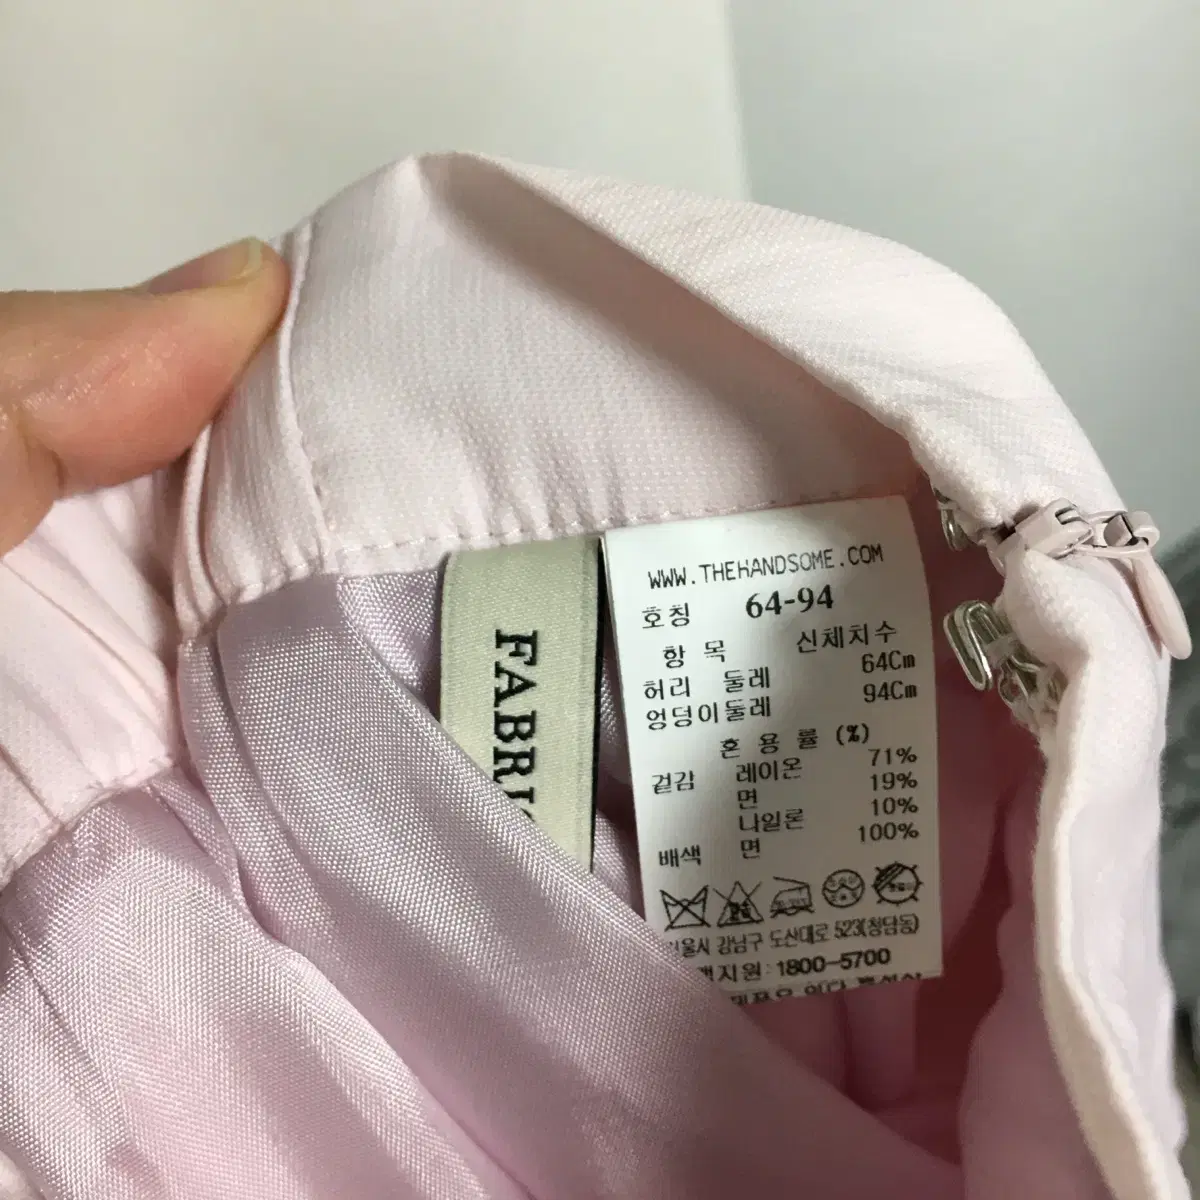 WWW.THEHANDSOME.COM
호칭 64-94
항 목 신체치수
허리 둘레 64Cm
엉덩이둘레 94Cm
혼 용 률 (%)
겉감 레이온 71%
면 19%
나일론 10%
배색 면 100%
강남구 도산대로 523(청담동)
1800-5700
FABRI